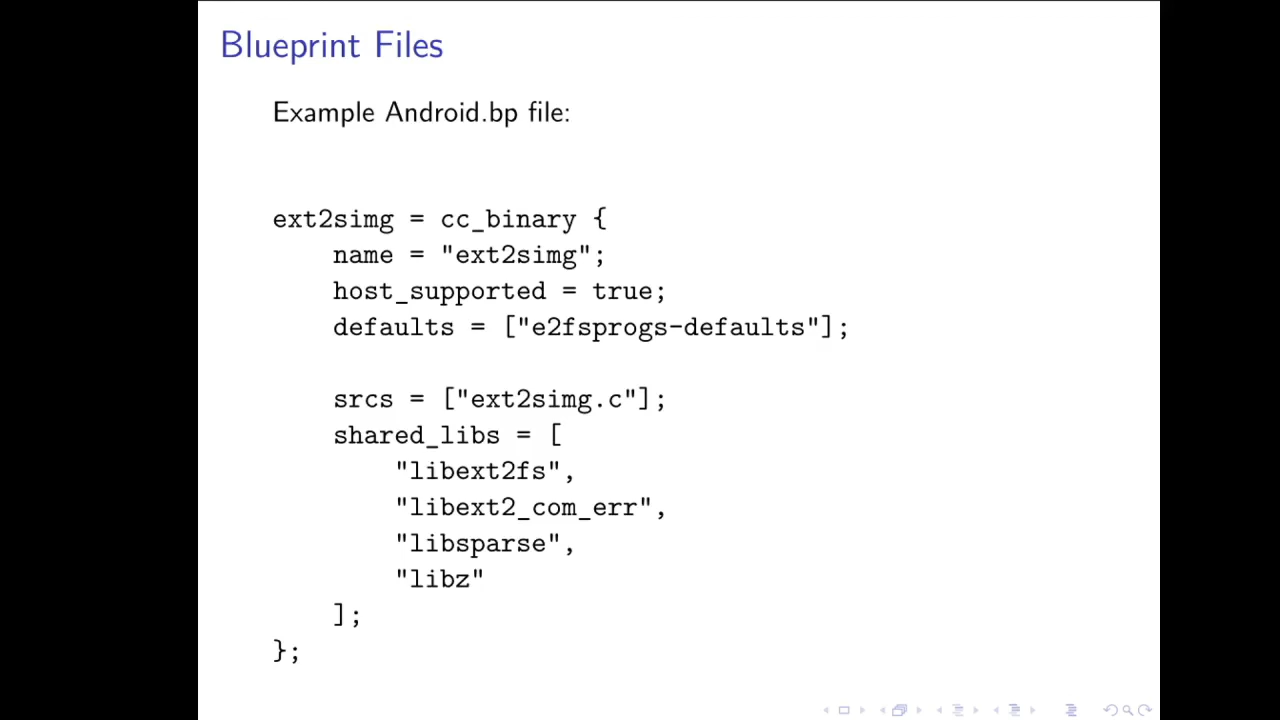 Blueprint Files
Example Android.bp file:
ext2simg = cc_binary {
    name = "ext2simg";
    host_supported = true;
    defaults = ["e2fsprogs-defaults"];
    srcs = ["ext2simg.c"];
    shared_libs = [
        "libext2fs",
        "libext2_com_err",
        "libsparse",
        "libz"
    ];
};